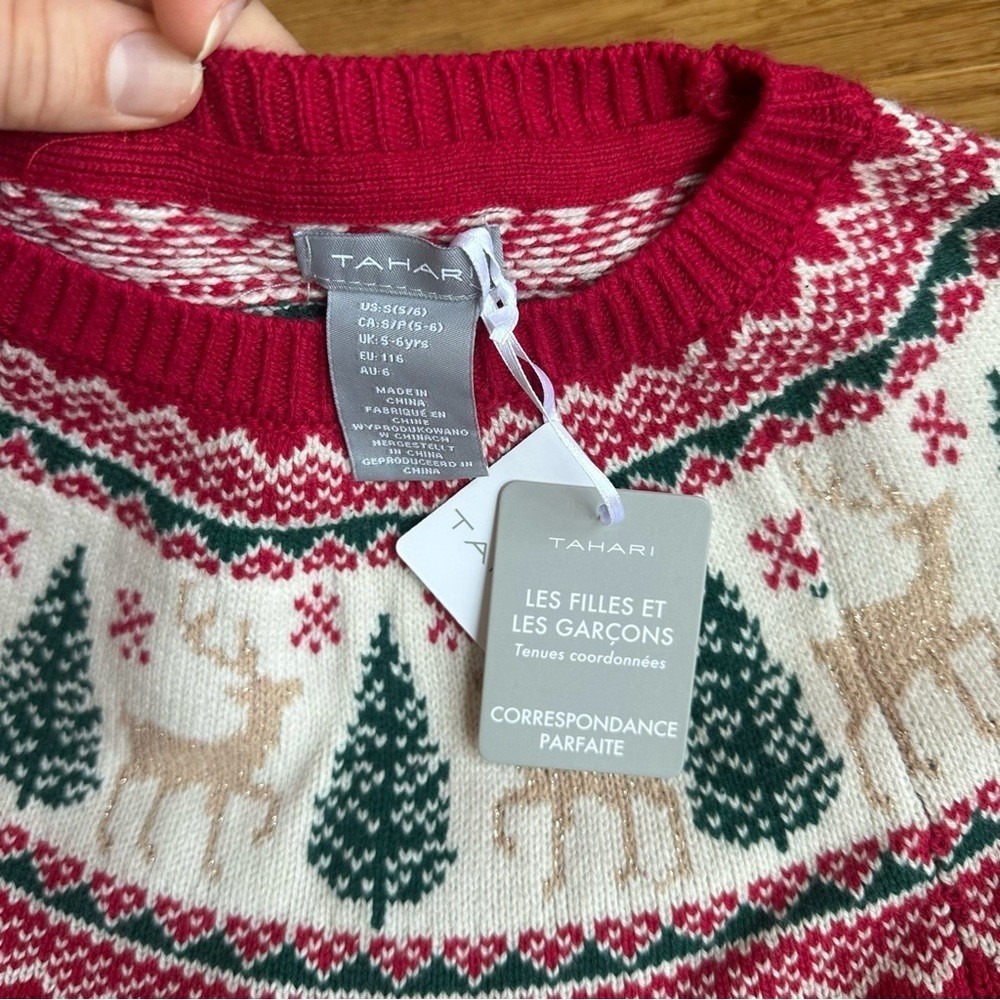 TAHARI
US:S(5/6)
CA:S/P(5-6)
UK:5-6yrs
EU:116
AU:6
MADE IN
CHINA
FABRIQUÉ EN
CHINE
WYPRODUKOWANO
W CHINACH
HERGESTELLT
IN CHINA
GEPRODUCEERD IN
CHINA
TAHARI
LES FILLES ET
LES GARÇONS
Tenues coordonnées
CORRESPONDANCE
PARFAITE
T
TA